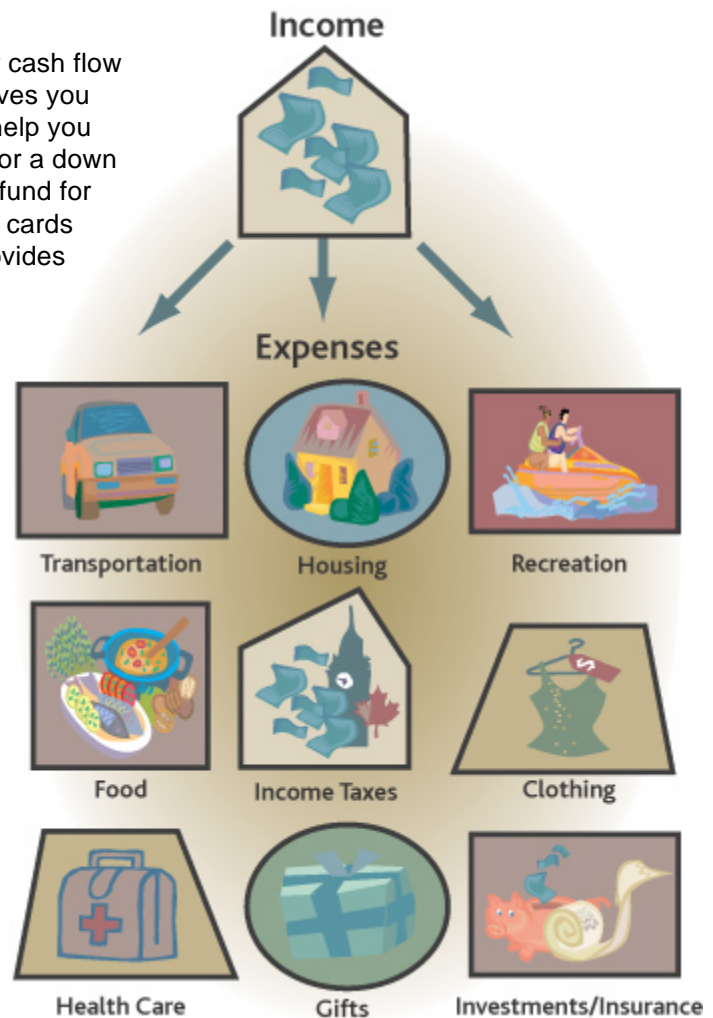 Income
cash flow
ves you
help you
or a down
fund for
cards
vides
Expenses
Transportation
Housing
Recreation
Food
Income Taxes
Clothing
Health Care
Gifts
Investments/Insurance